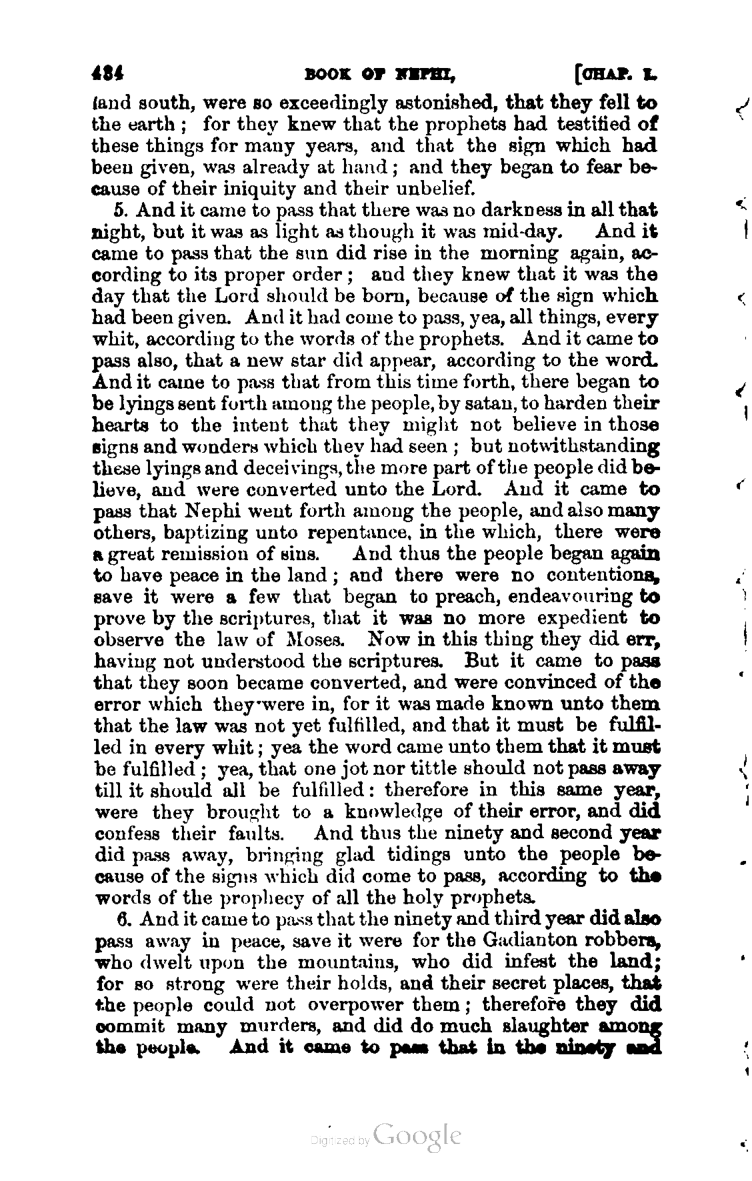 434 BOOK OF NEPHI, [CHAP. I.
land south, were so exceedingly astonished, that they fell to
the earth ; for they knew that the prophets had testified of
these things for many years, and that the sign which had
been given, was already at hand ; and they began to fear be-
cause of their iniquity and their unbelief.
5. And it came to pass that there was no darkness in all that
night, but it was as light as though it was mid-day. And it
came to pass that the sun did rise in the morning again, ac-
cording to its proper order ; and they knew that it was the
day that the Lord should be born, because of the sign which
had been given. And it had come to pass, yea, all things, every
whit, according to the words of the prophets. And it came to
pass also, that a new star did appear, according to the word.
And it came to pass that from this time forth, there began to
be lyings sent forth among the people, by satan, to harden their
hearts to the intent that they might not believe in those
signs and wonders which they had seen ; but notwithstanding
these lyings and deceivings, the more part of the people did be-
lieve, and were converted unto the Lord. And it came to
pass that Nephi went forth among the people, and also many
others, baptizing unto repentance, in the which, there were
a great remission of sins. And thus the people began again
to have peace in the land ; and there were no contentions,
save it were a few that began to preach, endeavouring to
prove by the scriptures, that it was no more expedient to
observe the law of Moses. Now in this thing they did err,
having not understood the scriptures. But it came to pass
that they soon became converted, and were convinced of the
error which they were in, for it was made known unto them
that the law was not yet fulfilled, and that it must be fulfil-
led in every whit ; yea the word came unto them that it must
be fulfilled ; yea, that one jot nor tittle should not pass away
till it should all be fulfilled : therefore in this same year,
were they brought to a knowledge of their error, and did
confess their faults. And thus the ninety and second year
did pass away, bringing glad tidings unto the people be-
cause of the signs which did come to pass, according to the
words of the prophecy of all the holy prophets.
6. And it came to pass that the ninety and third year did also
pass away in peace, save it were for the Gadianton robbers,
who dwelt upon the mountains, who did infest the land;
for so strong were their holds, and their secret places, that
the people could not overpower them ; therefore they did
commit many murders, and did do much slaughter among
the people. And it came to pass that in the ninety and
Digitized by Google